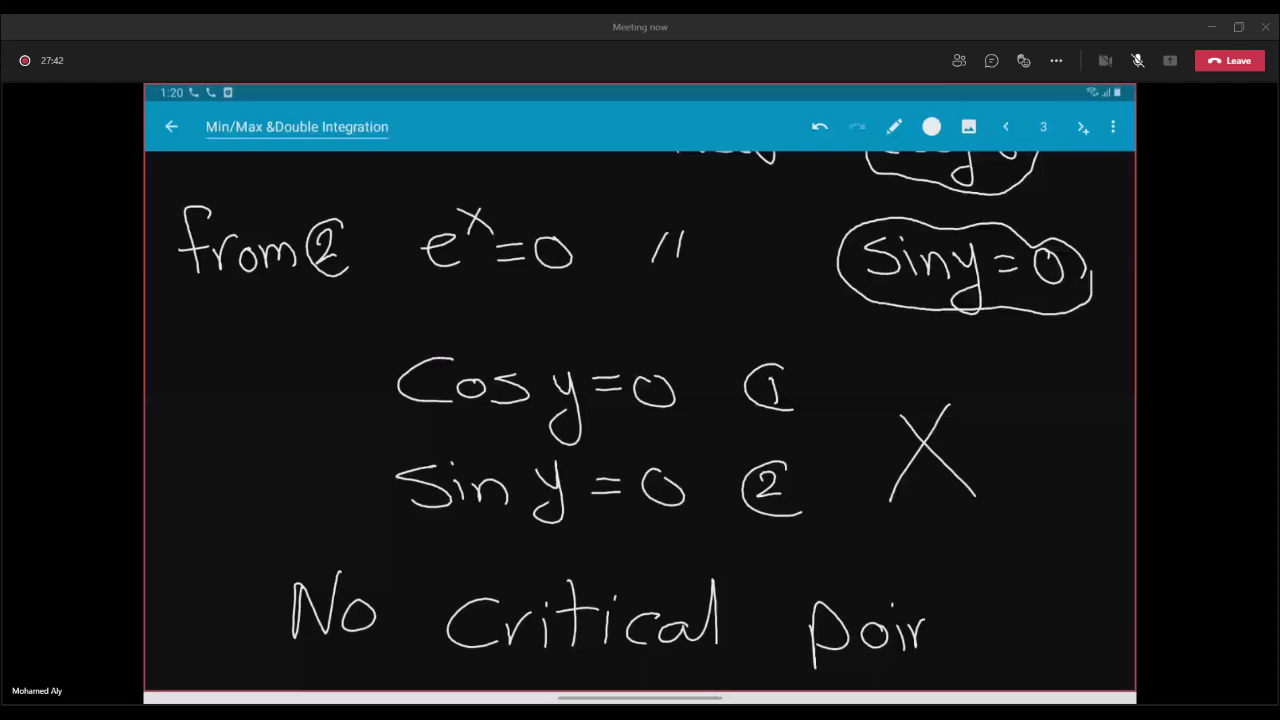 Meeting now
27:42
Leave
1:20
Min/Max &Double Integration
3
from ② e^x = 0 //
Sin y = 0
Cos y = 0 ①
Sin y = 0 ②
X
No Critical poin
Mohamed Aly